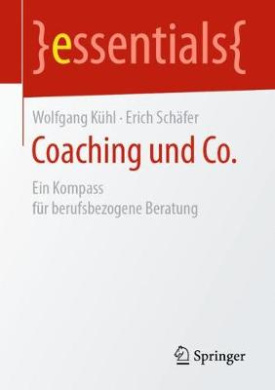 }essentials{
Wolfgang Kühl · Erich Schäfer
Coaching und Co.
Ein Kompass
für berufsbezogene Beratung
Springer